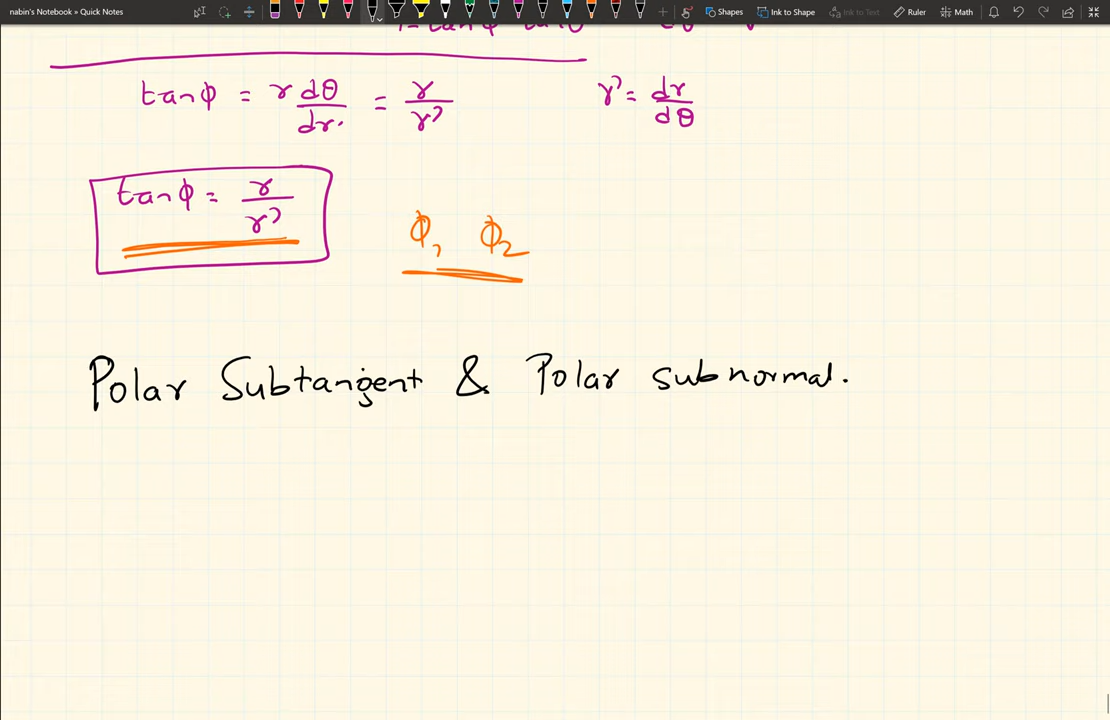 nabin's Notebook » Quick Notes
Shapes Ink to Shape Ink to Text Ruler Math
tanϕ = r dθ/dr. = r/r' r' = dr/dθ
tanϕ = r/r'
ϕ₁ ϕ₂
Polar Subtangent & Polar subnormal.